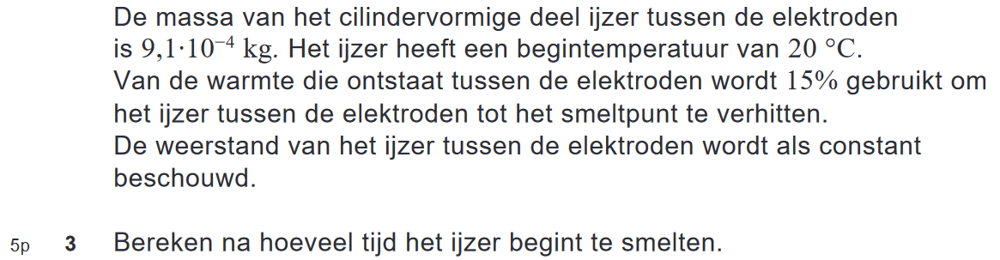 De massa van het cilindervormige deel ijzer tussen de elektroden
is 9,1·10⁻⁴ kg. Het ijzer heeft een begintemperatuur van 20 °C.
Van de warmte die ontstaat tussen de elektroden wordt 15% gebruikt om
het ijzer tussen de elektroden tot het smeltpunt te verhitten.
De weerstand van het ijzer tussen de elektroden wordt als constant
beschouwd.
5p 3 Bereken na hoeveel tijd het ijzer begint te smelten.